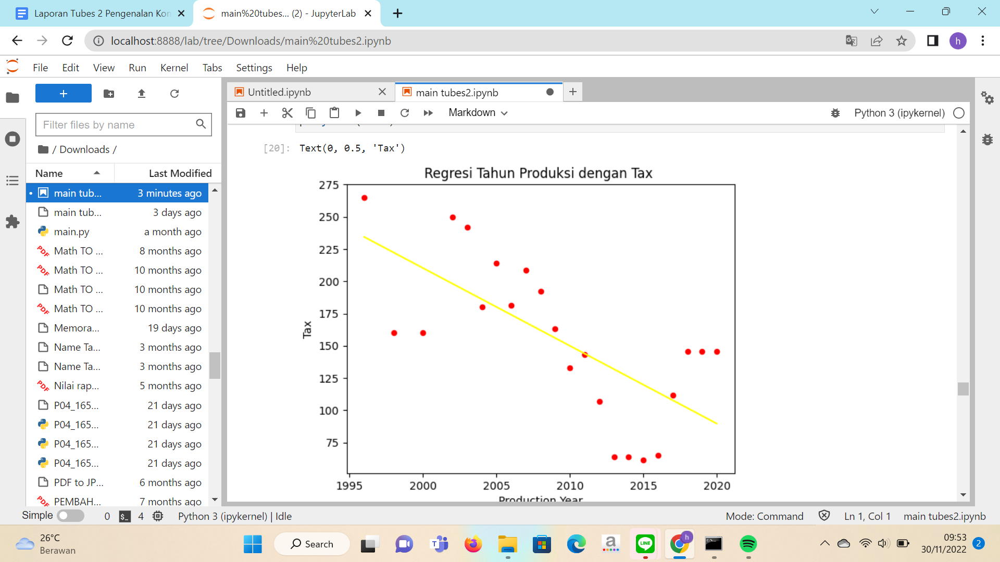 Laporan Tubes 2 Pengenalan Kon
main%20tubes... (2) - JupyterLab
localhost:8888/lab/tree/Downloads/main%20tubes2.ipynb
h
File Edit View Run Kernel Tabs Settings Help
Untitled.ipynb
main tubes2.ipynb
Markdown
Python 3 (ipykernel)
Filter files by name
/ Downloads /
Name Last Modified
main tub... 3 minutes ago
main tub... 3 days ago
main.py a month ago
Math TO ... 8 months ago
Math TO ... 10 months ago
Math TO ... 10 months ago
Math TO ... 10 months ago
Memora... 19 days ago
Name Ta... 3 months ago
Name Ta... 3 months ago
Nilai rap... 5 months ago
P04_165... 21 days ago
P04_165... 21 days ago
P04_165... 21 days ago
P04_165... 21 days ago
PDF to JP... 6 months ago
PEMBAH... 7 months ago
[20]: Text(0, 0.5, 'Tax')
Regresi Tahun Produksi dengan Tax
275
250
225
200
175
150
125
100
75
Tax
1995 2000 2005 2010 2015 2020
Production Year
Simple 0 $_ 4 Python 3 (ipykernel) | Idle
Mode: Command Ln 1, Col 1 main tubes2.ipynb
26°C
Berawan
Search
LINE
h
09:53
30/11/2022
2